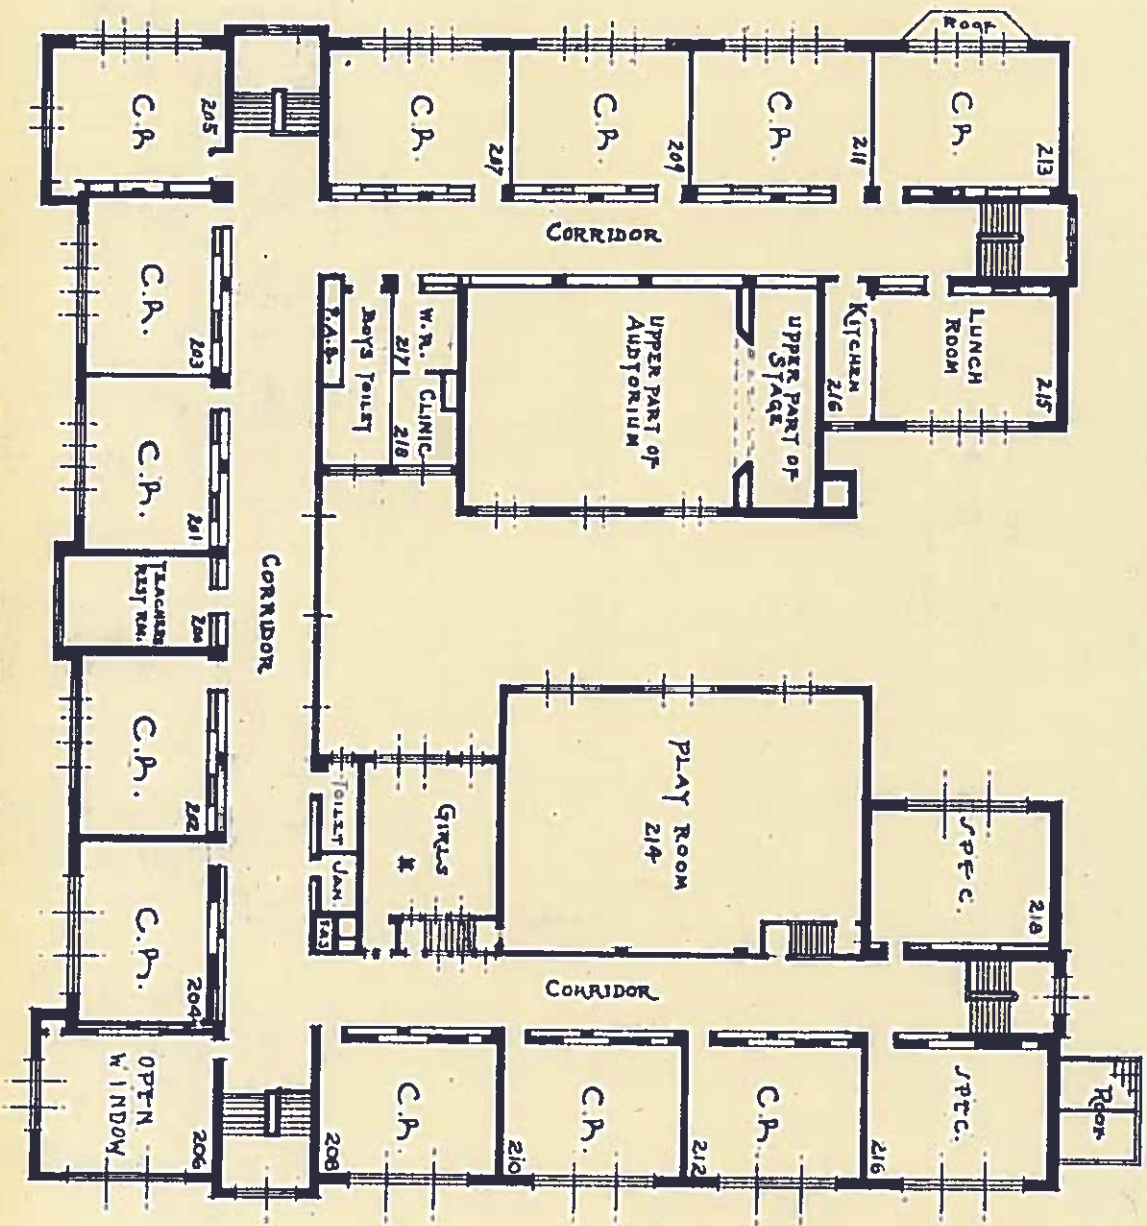 ROOF
C.R
205
C.R.
207
C.R.
209
C.R.
211
C.R.
213
CORRIDOR
C.R.
203
P.A.S.
BOYS TOILET
W.R.
217
CLINIC
218
UPPER PART OF
AUDTORIUM
UPPER PART OF
STAGE
KITCHEN
216
LUNCH
ROOM
215
C.R.
201
TEACHERS
REST RM.
200
CORRIDOR
C.R.
202
TOILET
JAN
GIRLS
PLAY ROOM
214
SPEC.
218
C.R.
204
CORRIDOR
OPEN
WINDOW
206
C.R.
208
C.R.
210
C.R.
212
SPEC.
216
ROOF